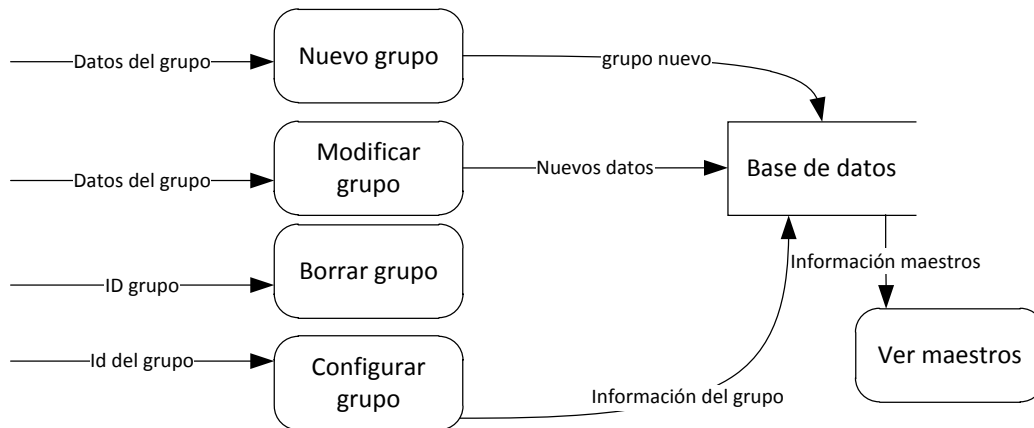 Datos del grupo
Nuevo grupo
grupo nuevo
Datos del grupo
Modificar
grupo
Nuevos datos
Base de datos
ID grupo
Borrar grupo
Información maestros
Id del grupo
Configurar
grupo
Información del grupo
Ver maestros